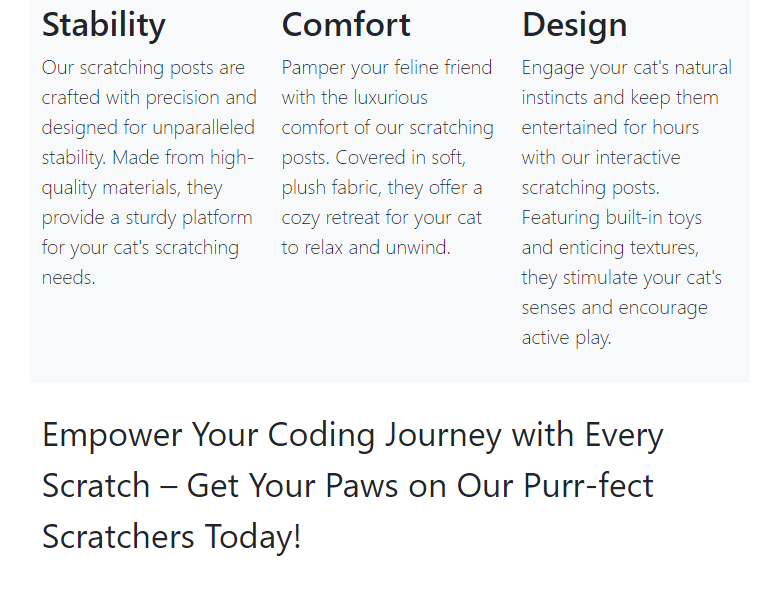 Stability
Our scratching posts are
crafted with precision and
designed for unparalleled
stability. Made from high-
quality materials, they
provide a sturdy platform
for your cat's scratching
needs.
Comfort
Pamper your feline friend
with the luxurious
comfort of our scratching
posts. Covered in soft,
plush fabric, they offer a
cozy retreat for your cat
to relax and unwind.
Design
Engage your cat's natural
instincts and keep them
entertained for hours
with our interactive
scratching posts.
Featuring built-in toys
and enticing textures,
they stimulate your cat's
senses and encourage
active play.
Empower Your Coding Journey with Every
Scratch – Get Your Paws on Our Purr-fect
Scratchers Today!